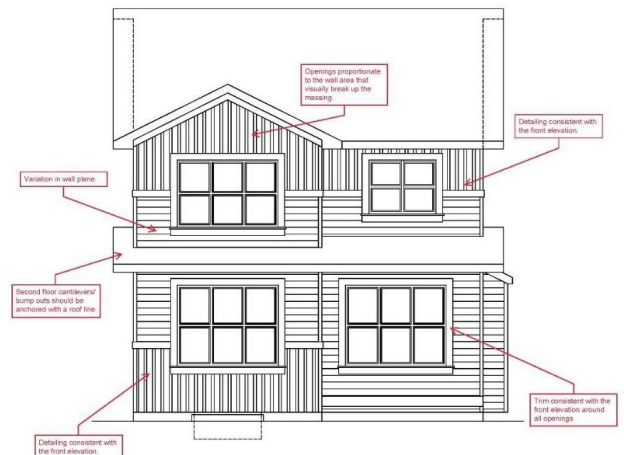 Openings proportionate
to the wall area that
visually break up the
massing.
Detailing consistent with
the front elevation.
Variation in wall plane.
Second floor cantilevers/
bump outs should be
anchored with a roof line.
Trim consistent with the
front elevation around
all openings.
Detailing consistent with
the front elevation.